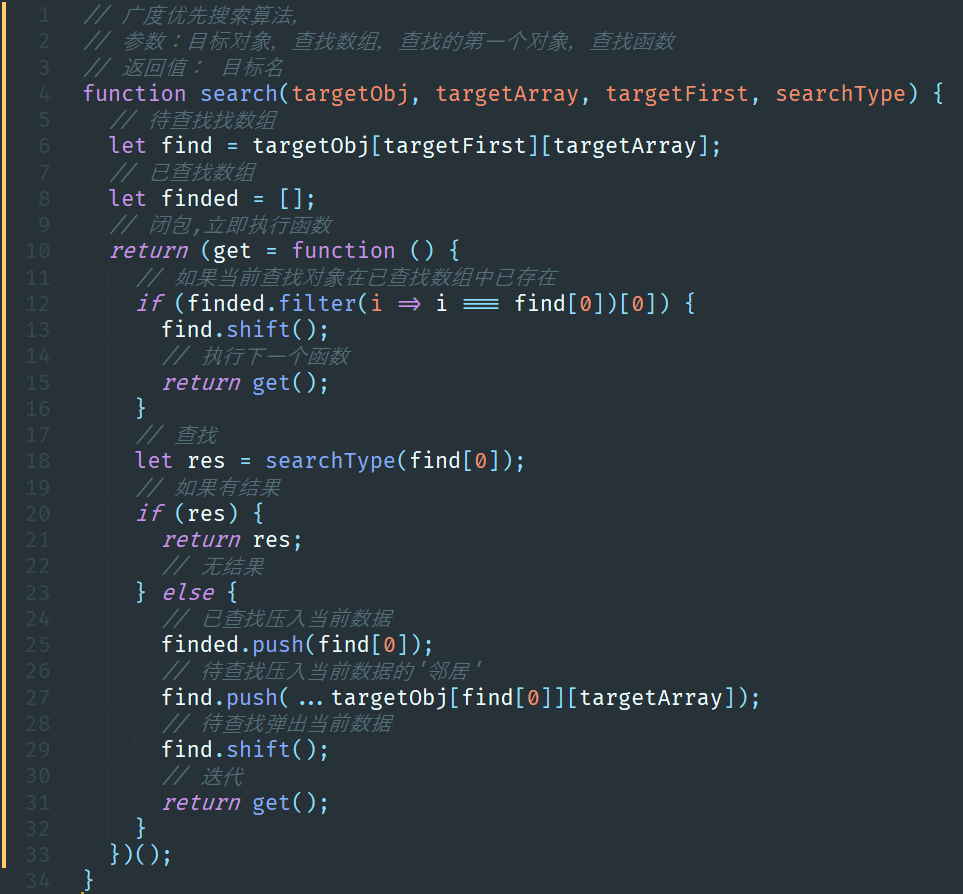 1 // 广度优先搜索算法,
2 // 参数：目标对象, 查找数组, 查找的第一个对象, 查找函数
3 // 返回值： 目标名
4 function search(targetObj, targetArray, targetFirst, searchType) {
5 // 待查找找数组
6 let find = targetObj[targetFirst][targetArray];
7 // 已查找数组
8 let finded = [];
9 // 闭包,立即执行函数
10 return (get = function () {
11 // 如果当前查找对象在已查找数组中已存在
12 if (finded.filter(i => i === find[0])[0]) {
13 find.shift();
14 // 执行下一个函数
15 return get();
16 }
17 // 查找
18 let res = searchType(find[0]);
19 // 如果有结果
20 if (res) {
21 return res;
22 // 无结果
23 } else {
24 // 已查找压入当前数据
25 finded.push(find[0]);
26 // 待查找压入当前数据的'邻居'
27 find.push(...targetObj[find[0]][targetArray]);
28 // 待查找弹出当前数据
29 find.shift();
30 // 迭代
31 return get();
32 }
33 })();
34 }